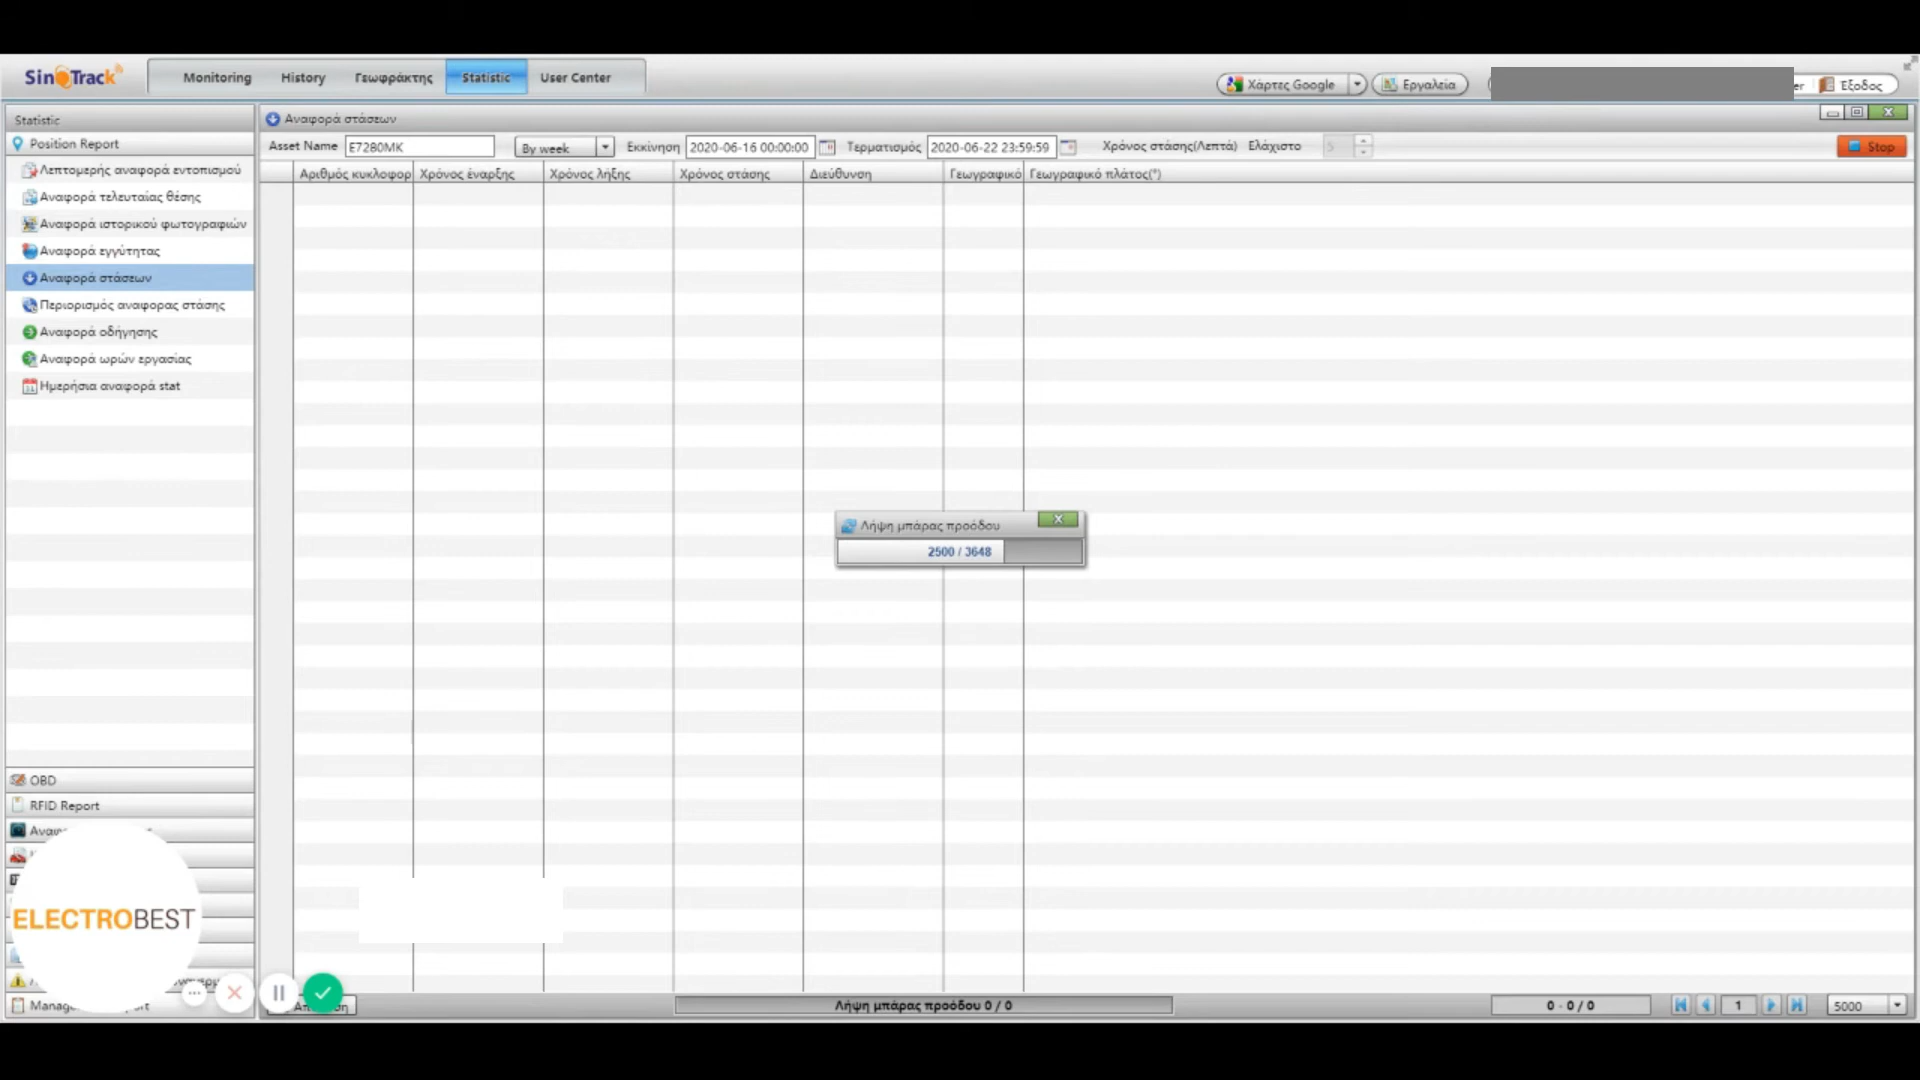 SinoTrack
Monitoring History Γεωφράκτης Statistic User Center
Χάρτες Google Εργαλεία er Έξοδος
Statistic
Position Report
Λεπτομερής αναφορά εντοπισμού
Αναφορά τελευταίας θέσης
Αναφορά ιστορικού φωτογραφιών
Αναφορά εγγύτητας
Αναφορά στάσεων
Περιορισμός αναφορας στάσης
Αναφορά οδήγησης
Αναφορά ωρών εργασίας
Ημερήσια αναφορά stat
OBD
RFID Report
ELECTROBEST
Αναφορά στάσεων
Asset Name E7280MK By week Εκκίνηση 2020-06-16 00:00:00 Τερματισμός 2020-06-22 23:59:59 Χρόνος στάσης(Λεπτά) Ελάχιστο 5 Stop
Αριθμός κυκλοφορ Χρόνος έναρξης Χρόνος λήξης Χρόνος στάσης Διεύθυνση Γεωγραφικό Γεωγραφικό πλάτος(°)
Λήψη μπάρας προόδου
2500 / 3648
Λήψη μπάρας προόδου 0 / 0 0 - 0 / 0 1 5000